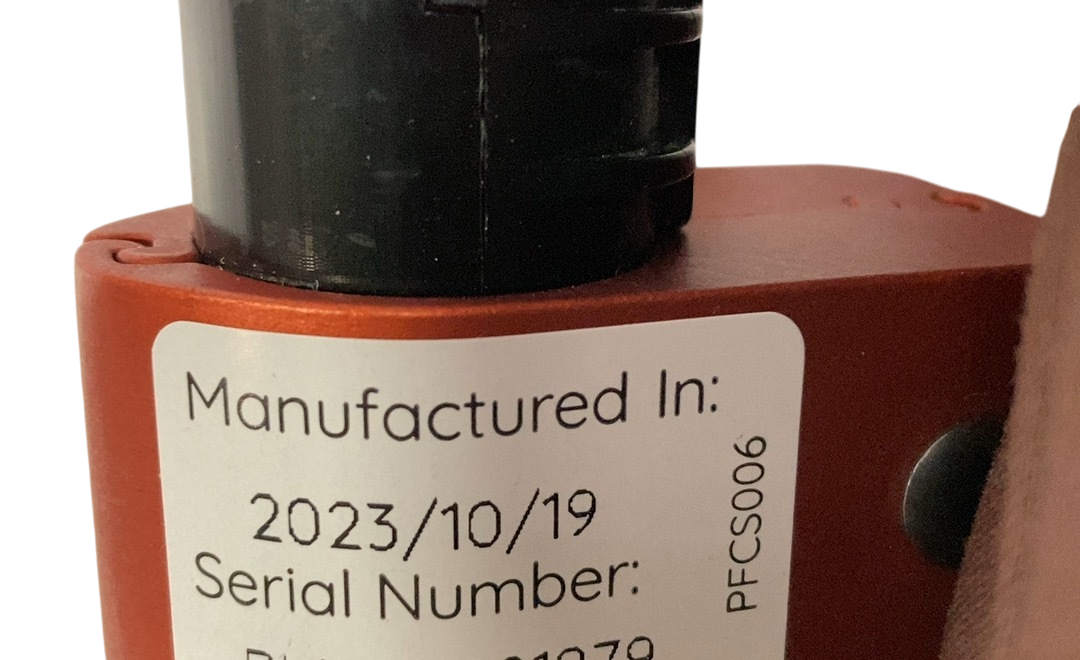 Manufactured In:
2023/10/19
Serial Number:
PFCS006